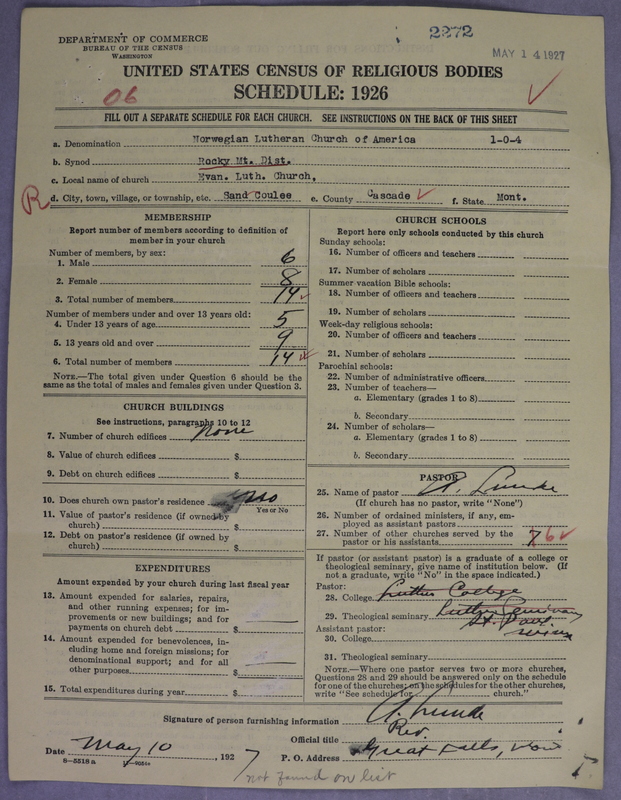 2272
DEPARTMENT OF COMMERCE
BUREAU OF THE CENSUS
WASHINGTON
MAY 14 1927
UNITED STATES CENSUS OF RELIGIOUS BODIES
SCHEDULE: 1926
06
FILL OUT A SEPARATE SCHEDULE FOR EACH CHURCH. SEE INSTRUCTIONS ON THE BACK OF THIS SHEET
a. Denomination Norwegian Lutheran Church of America 1-0-4
b. Synod Rocky Mt. Dist.
c. Local name of church Evan. Luth. Church,
R d. City, town, village, or township, etc. Sand Coulee e. County Cascade f. State Mont.
MEMBERSHIP
Report number of members according to definition of
member in your church
Number of members, by sex:
1. Male 6
2. Female 8
3. Total number of members 14
Number of members under and over 13 years old:
4. Under 13 years of age 5
5. 13 years old and over 9
6. Total number of members 14
NOTE.—The total given under Question 6 should be the
same as the total of males and females given under Question 3.
CHURCH BUILDINGS
See instructions, paragraphs 10 to 12
7. Number of church edifices none
8. Value of church edifices $
9. Debt on church edifices $
10. Does church own pastor's residence no
Yes or No
11. Value of pastor's residence (if owned by
church) $
12. Debt on pastor's residence (if owned by
church) $
EXPENDITURES
Amount expended by your church during last fiscal year
13. Amount expended for salaries, repairs,
and other running expenses; for im-
provements or new buildings; and for
payments on church debt $
14. Amount expended for benevolences, in-
cluding home and foreign missions; for
denominational support; and for all
other purposes $
15. Total expenditures during year $
CHURCH SCHOOLS
Report here only schools conducted by this church
Sunday schools:
16. Number of officers and teachers
17. Number of scholars
Summer vacation Bible schools:
18. Number of officers and teachers
19. Number of scholars
Week-day religious schools:
20. Number of officers and teachers
21. Number of scholars
Parochial schools:
22. Number of administrative officers
23. Number of teachers—
a. Elementary (grades 1 to 8)
b. Secondary
24. Number of scholars—
a. Elementary (grades 1 to 8)
b. Secondary
PASTOR
25. Name of pastor A. Lunde
(If church has no pastor, write "None")
26. Number of ordained ministers, if any, em-
ployed as assistant pastors
27. Number of other churches served by the
pastor or his assistants 7 6
If pastor (or assistant pastor) is a graduate of a college or
theological seminary, give name of institution below. (If
not a graduate, write "No" in the space indicated.)
Pastor:
28. College Luther College
29. Theological seminary Luther Seminary
St. Paul
Minn
Assistant pastor:
30. College
31. Theological seminary
NOTE.—Where one pastor serves two or more churches,
Questions 28 and 29 should be answered only on the schedule
for one of the churches; on the schedules for the other churches,
write "See schedule for church."
Signature of person furnishing information A. Lunde
Official title Rev.
Date May 10, 1927 P. O. Address Great Falls, Mon
8-5518 a
not found on list